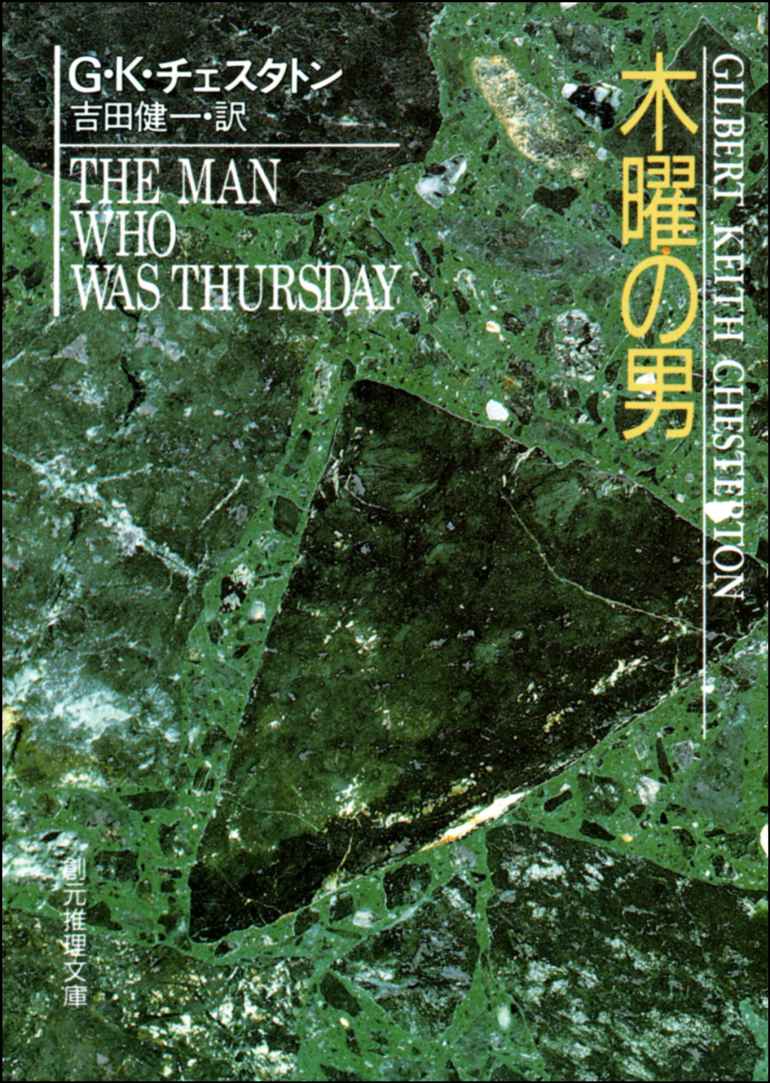 G・K・チェスタトン
吉田健一・訳
THE MAN
WHO
WAS THURSDAY
木曜の男
GILBERT KEITH CHESTERTON
創元推理文庫